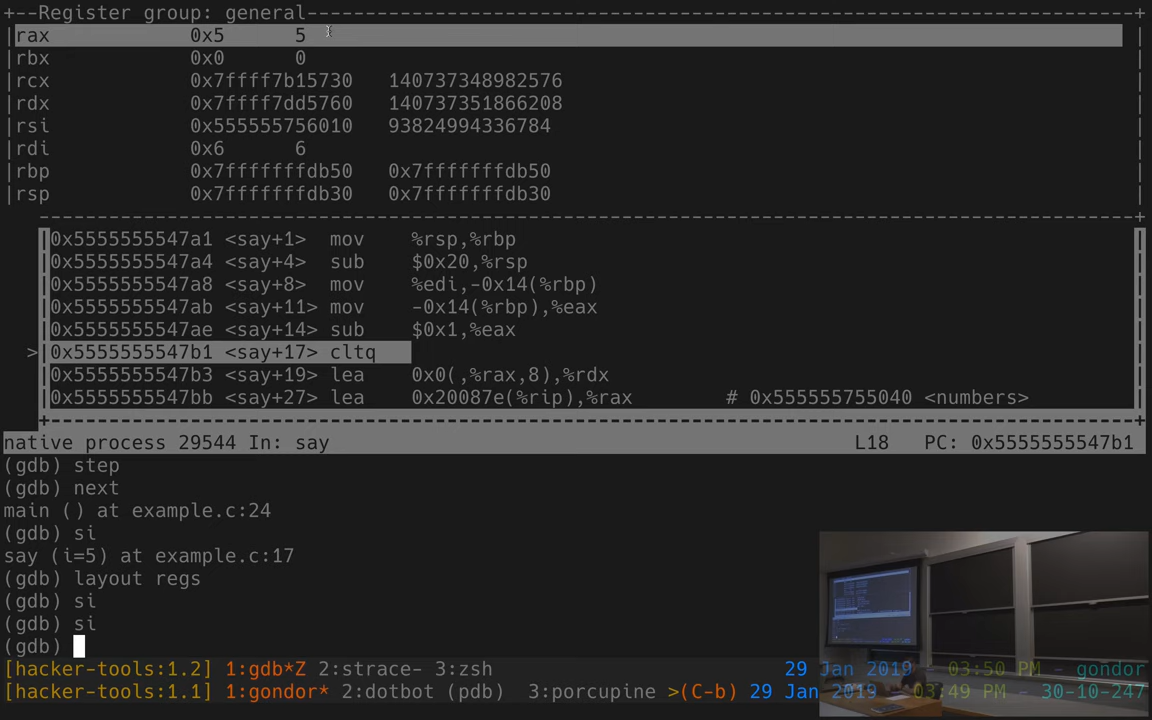 +--Register group: general--------------------------------------------------------------------------------------+
|rax            0x5      5
|rbx            0x0      0
|rcx            0x7ffff7b15730   140737348982576
|rdx            0x7ffff7dd5760   140737351866208
|rsi            0x555555756010   93824994336784
|rdi            0x6      6
|rbp            0x7fffffffdb50   0x7fffffffdb50
|rsp            0x7fffffffdb30   0x7fffffffdb30
|0x5555555547a1 <say+1>  mov    %rsp,%rbp
|0x5555555547a4 <say+4>  sub    $0x20,%rsp
|0x5555555547a8 <say+8>  mov    %edi,-0x14(%rbp)
|0x5555555547ab <say+11> mov    -0x14(%rbp),%eax
|0x5555555547ae <say+14> sub    $0x1,%eax
>|0x5555555547b1 <say+17> cltq
|0x5555555547b3 <say+19> lea    0x0(,%rax,8),%rdx
|0x5555555547bb <say+27> lea    0x20087e(%rip),%rax        # 0x555555755040 <numbers>
native process 29544 In: say    L18   PC: 0x5555555547b1
(gdb) step
(gdb) next
main () at example.c:24
(gdb) si
say (i=5) at example.c:17
(gdb) layout regs
(gdb) si
(gdb) si
(gdb)
[hacker-tools:1.2] 1:gdb*Z 2:strace- 3:zsh    29 Jan 2019 - 03:50 PM - gondor
[hacker-tools:1.1] 1:gondor* 2:dotbot (pdb)  3:porcupine >(C-b) 29 Jan 2019 - 03:49 PM - 30-10-247